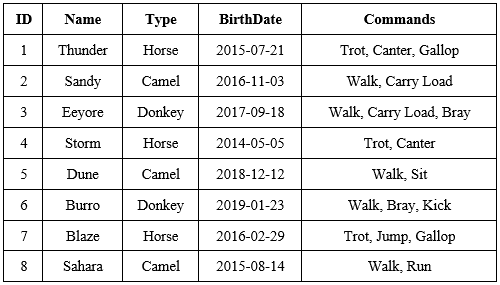 ID Name Type BirthDate Commands
1 Thunder Horse 2015-07-21 Trot, Canter, Gallop
2 Sandy Camel 2016-11-03 Walk, Carry Load
3 Eeyore Donkey 2017-09-18 Walk, Carry Load, Bray
4 Storm Horse 2014-05-05 Trot, Canter
5 Dune Camel 2018-12-12 Walk, Sit
6 Burro Donkey 2019-01-23 Walk, Bray, Kick
7 Blaze Horse 2016-02-29 Trot, Jump, Gallop
8 Sahara Camel 2015-08-14 Walk, Run